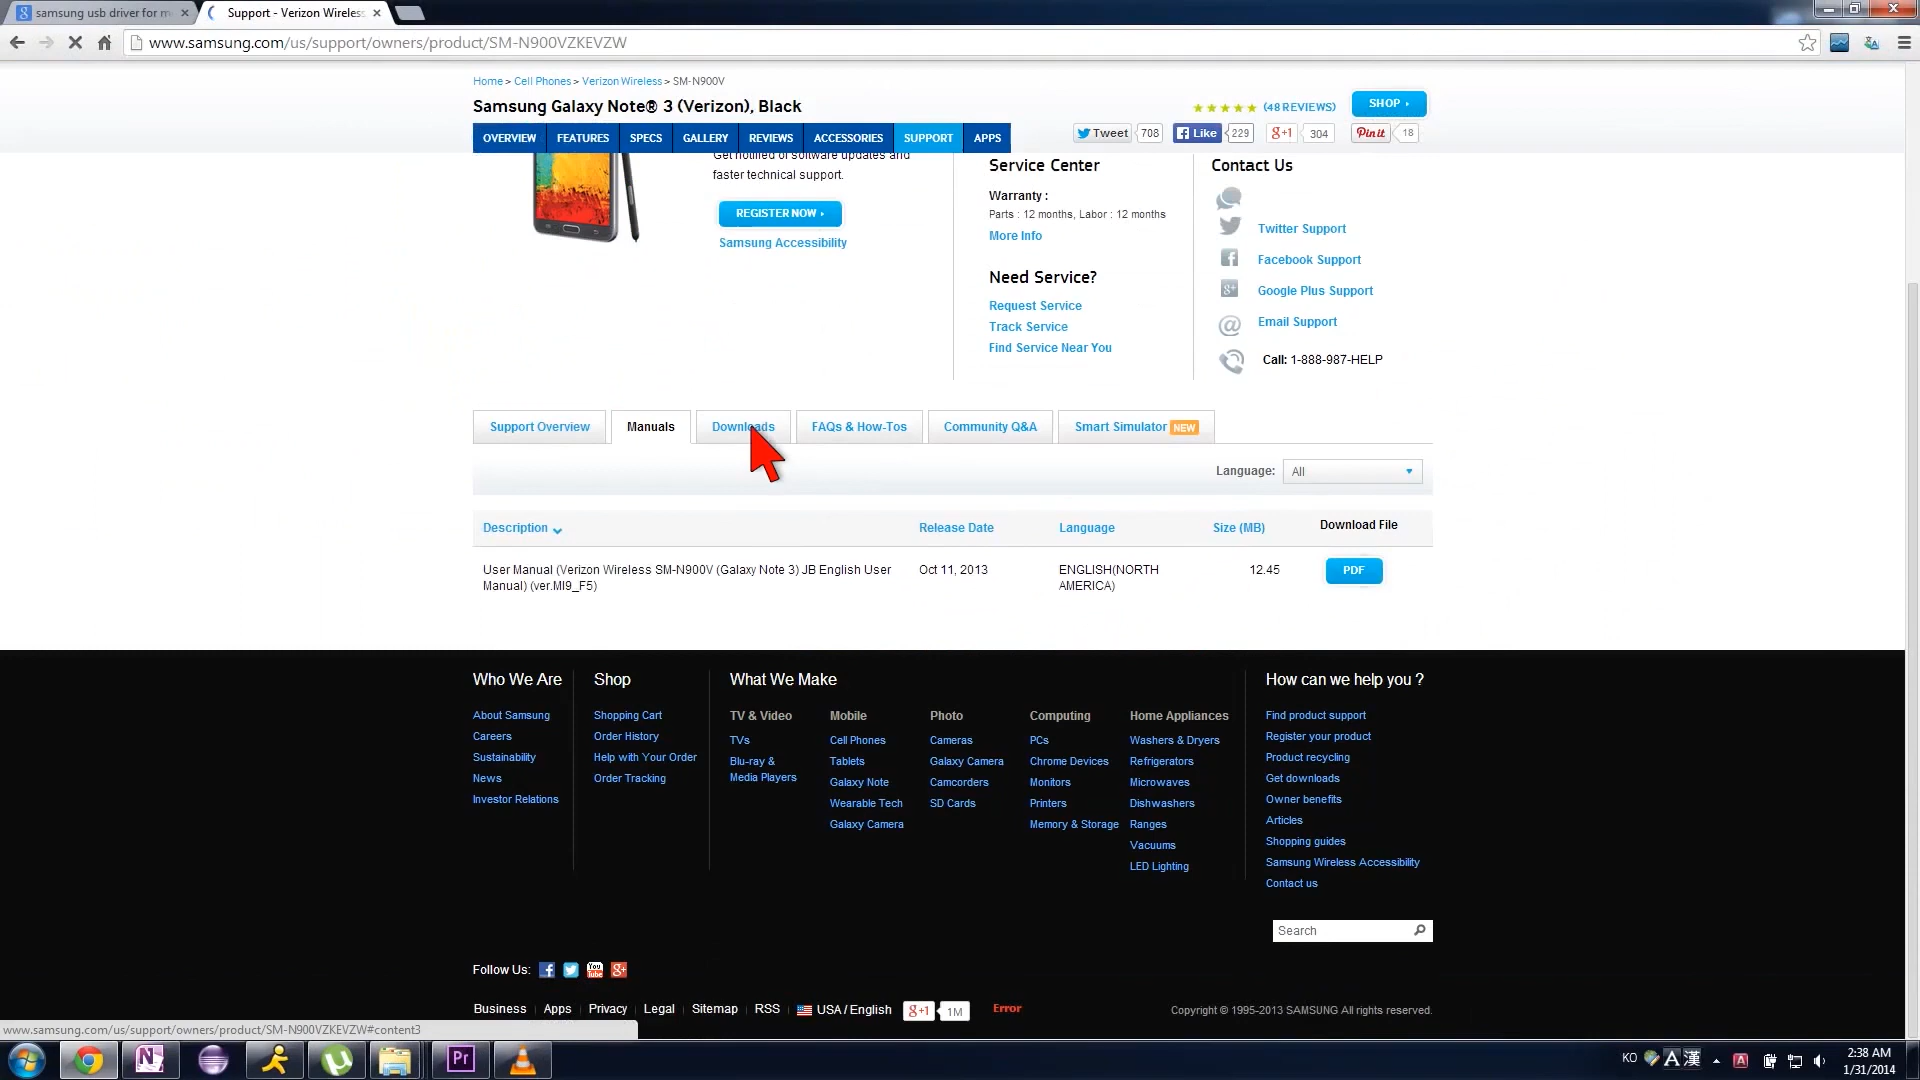 samsung usb driver for m
Support - Verizon Wireless
www.samsung.com/us/support/owners/product/SM-N900VZKEVZW
Home > Cell Phones > Verizon Wireless > SM-N900V
Samsung Galaxy Note® 3 (Verizon), Black
(48 REVIEWS)
SHOP
OVERVIEW FEATURES SPECS GALLERY REVIEWS ACCESSORIES SUPPORT APPS
Tweet 708 Like 229 g+1 304 Pin it 18
Get notified of software updates and
faster technical support.
REGISTER NOW
Samsung Accessibility
Service Center
Warranty :
Parts : 12 months, Labor : 12 months
More Info
Need Service?
Request Service
Track Service
Find Service Near You
Contact Us
Twitter Support
Facebook Support
Google Plus Support
Email Support
Call: 1-888-987-HELP
Support Overview Manuals Downloads FAQs & How-Tos Community Q&A Smart Simulator NEW
Language: All
Description Release Date Language Size (MB) Download File
User Manual (Verizon Wireless SM-N900V (Galaxy Note 3) JB English User
Manual) (ver.MI9_F5)
Oct 11, 2013
ENGLISH(NORTH
AMERICA)
12.45
PDF
Who We Are
About Samsung
Careers
Sustainability
News
Investor Relations
Shop
Shopping Cart
Order History
Help with Your Order
Order Tracking
What We Make
TV & Video
TVs
Blu-ray &
Media Players
Mobile
Cell Phones
Tablets
Galaxy Note
Wearable Tech
Galaxy Camera
Photo
Cameras
Galaxy Camera
Camcorders
SD Cards
Computing
PCs
Chrome Devices
Monitors
Printers
Memory & Storage
Home Appliances
Washers & Dryers
Refrigerators
Microwaves
Dishwashers
Ranges
Vacuums
LED Lighting
How can we help you ?
Find product support
Register your product
Product recycling
Get downloads
Owner benefits
Articles
Shopping guides
Samsung Wireless Accessibility
Contact us
Search
Follow Us:
You Tube
Business Apps Privacy Legal Sitemap RSS USA / English g+1 1M Error
Copyright © 1995-2013 SAMSUNG All rights reserved.
www.samsung.com/us/support/owners/product/SM-N900VZKEVZW#content3
Pr
KO A 漢
2:38 AM
1/31/2014